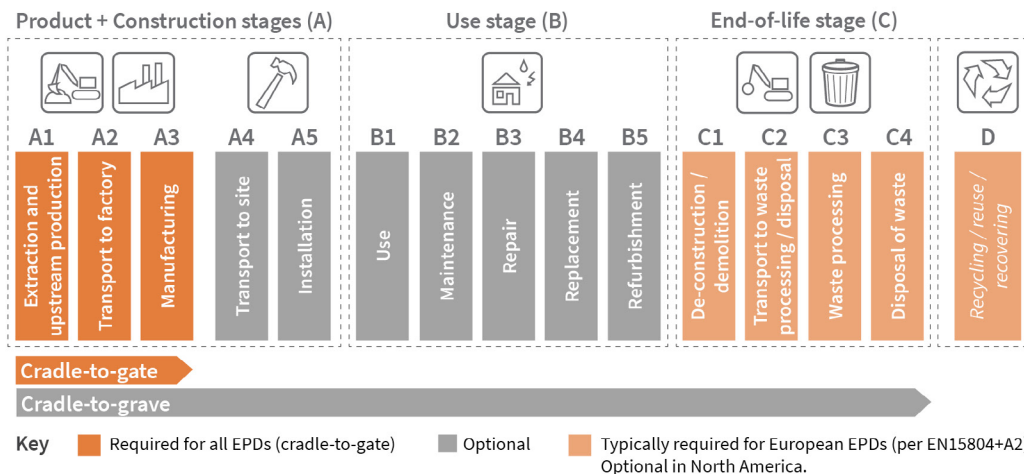 Product + Construction stages (A)
Use stage (B)
End-of-life stage (C)
A1
A2
A3
A4
A5
B1
B2
B3
B4
B5
C1
C2
C3
C4
D
Extraction and
upstream production
Transport to factory
Manufacturing
Transport to site
Installation
Use
Maintenance
Repair
Replacement
Refurbishment
De-construction /
demolition
Transport to waste
processing / disposal
Waste processing
Disposal of waste
Recycling / reuse /
recovering
Cradle-to-gate
Cradle-to-grave
Key
Required for all EPDs (cradle-to-gate)
Optional
Typically required for European EPDs (per EN15804+A2
Optional in North America.